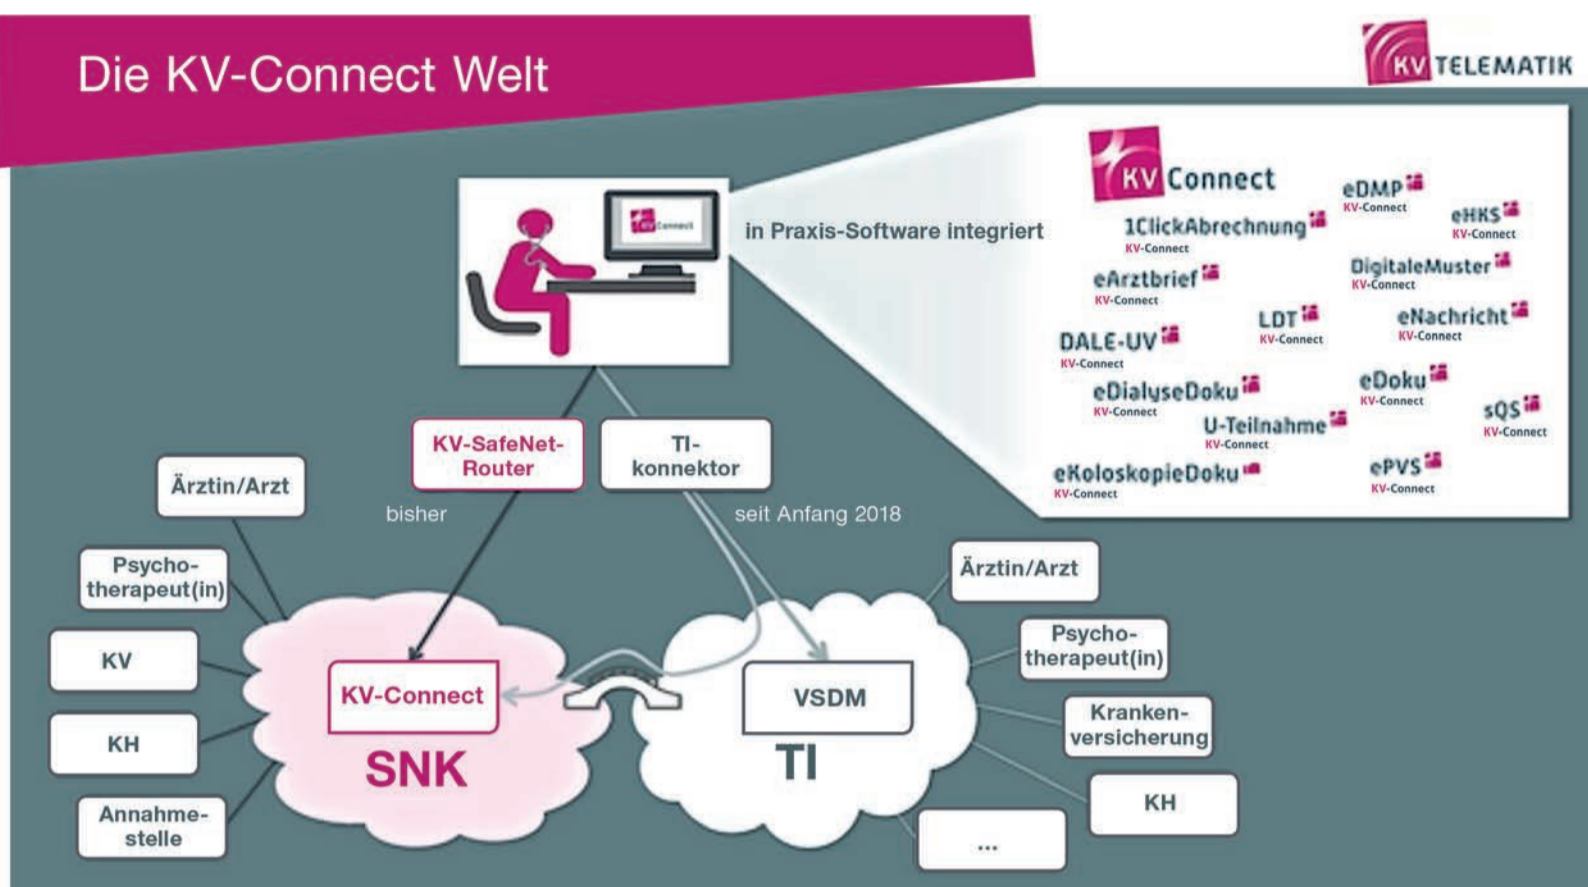 Die KV-Connect Welt
KV TELEMATIK
KV Connect
in Praxis-Software integriert
KV Connect
eDMP
KV-Connect
1ClickAbrechnung
KV-Connect
eHKS
KV-Connect
eArztbrief
KV-Connect
DigitaleMuster
KV-Connect
DALE-UV
KV-Connect
LDT
KV-Connect
eNachricht
KV-Connect
eDialyseDoku
KV-Connect
eDoku
KV-Connect
U-Teilnahme
KV-Connect
sQS
KV-Connect
eKoloskopieDoku
KV-Connect
ePVS
KV-Connect
KV-SafeNet-
Router
TI-
konnektor
bisher
seit Anfang 2018
Ärztin/Arzt
Psycho-
therapeut(in)
KV
KH
Annahme-
stelle
KV-Connect
SNK
VSDM
TI
Ärztin/Arzt
Psycho-
therapeut(in)
Kranken-
versicherung
KH
...